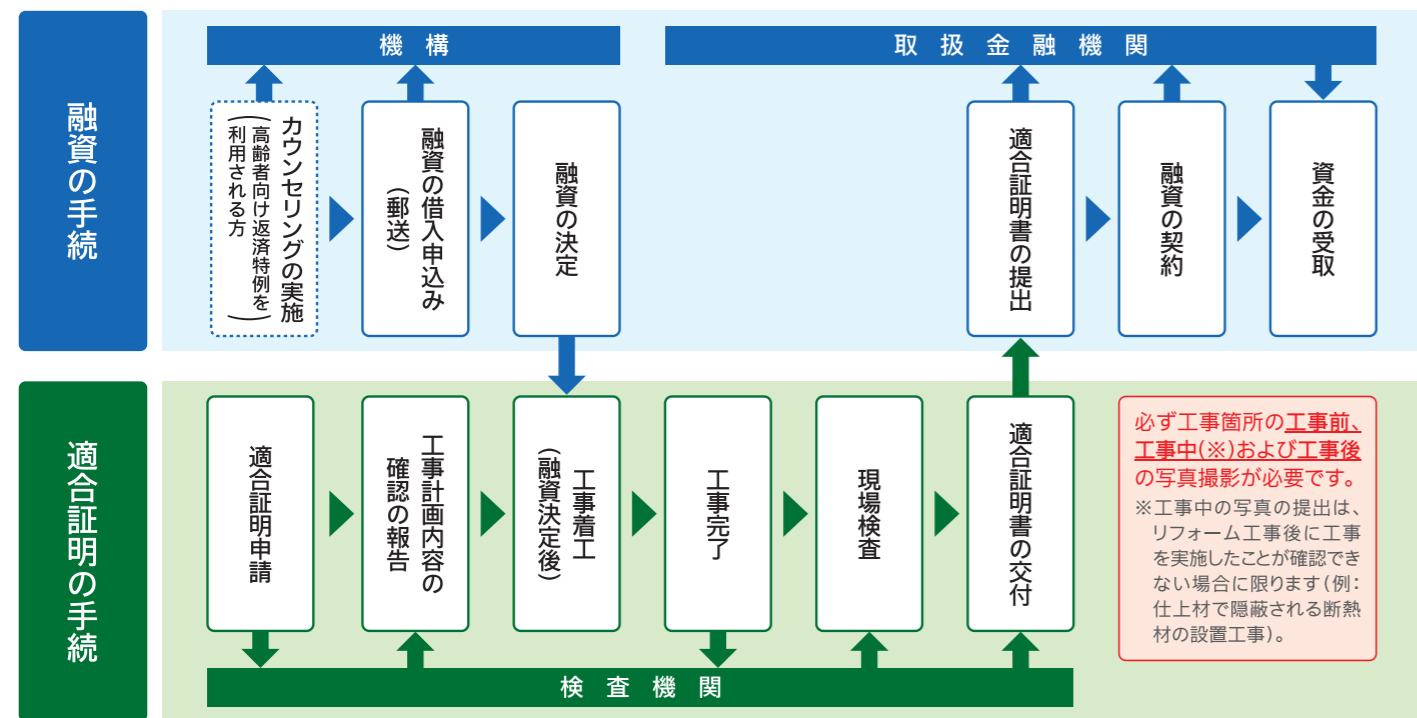 融資の手続
機構
取扱金融機関
カウンセリングの実施
(高齢者向け返済特例を
利用される方)
融資の借入申込み
(郵送)
融資の決定
適合証明書の提出
融資の契約
資金の受取
適合証明の手続
適合証明申請
工事計画内容の
確認の報告
工事着工
(融資決定後)
工事完了
現場検査
適合証明書の交付
必ず工事箇所の工事前、
工事中(※)および工事後
の写真撮影が必要です。
※工事中の写真の提出は、
リフォーム工事後に工事
を実施したことが確認でき
ない場合に限ります(例:
仕上材で隠蔽される断熱
材の設置工事)。
検査機関